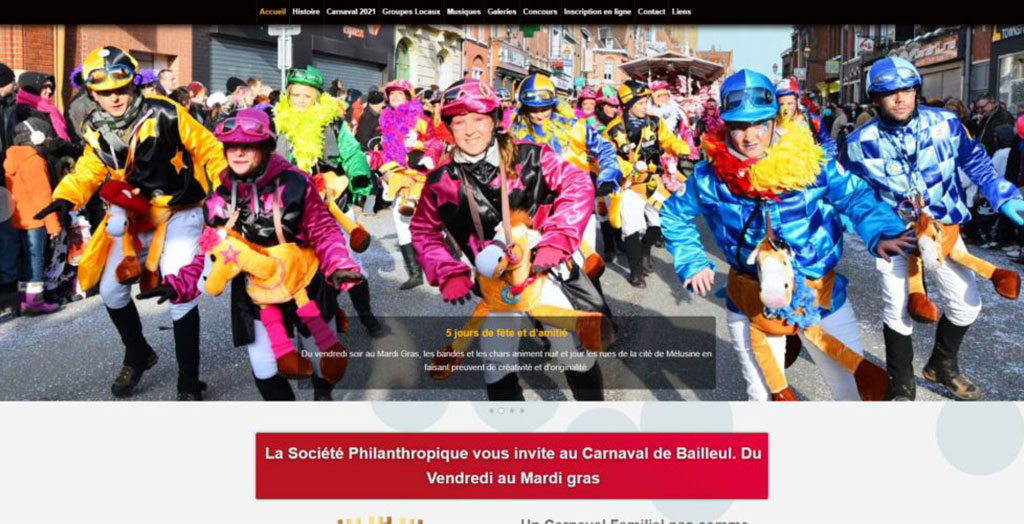 Accueil Histoire Carnaval 2021 Groupes Locaux Musiques Galeries Concours Inscription en ligne Contact Liens
5 jours de fête et d'amitié
Du vendredi soir au Mardi Gras, les bandes et les chars animent nuit et jour les rues de la cité de Mélusine en
faisant preuvent de créativité et d'originalité.
La Société Philanthropique vous invite au Carnaval de Bailleul. Du
Vendredi au Mardi gras
Un Carnaval Familial pas comme